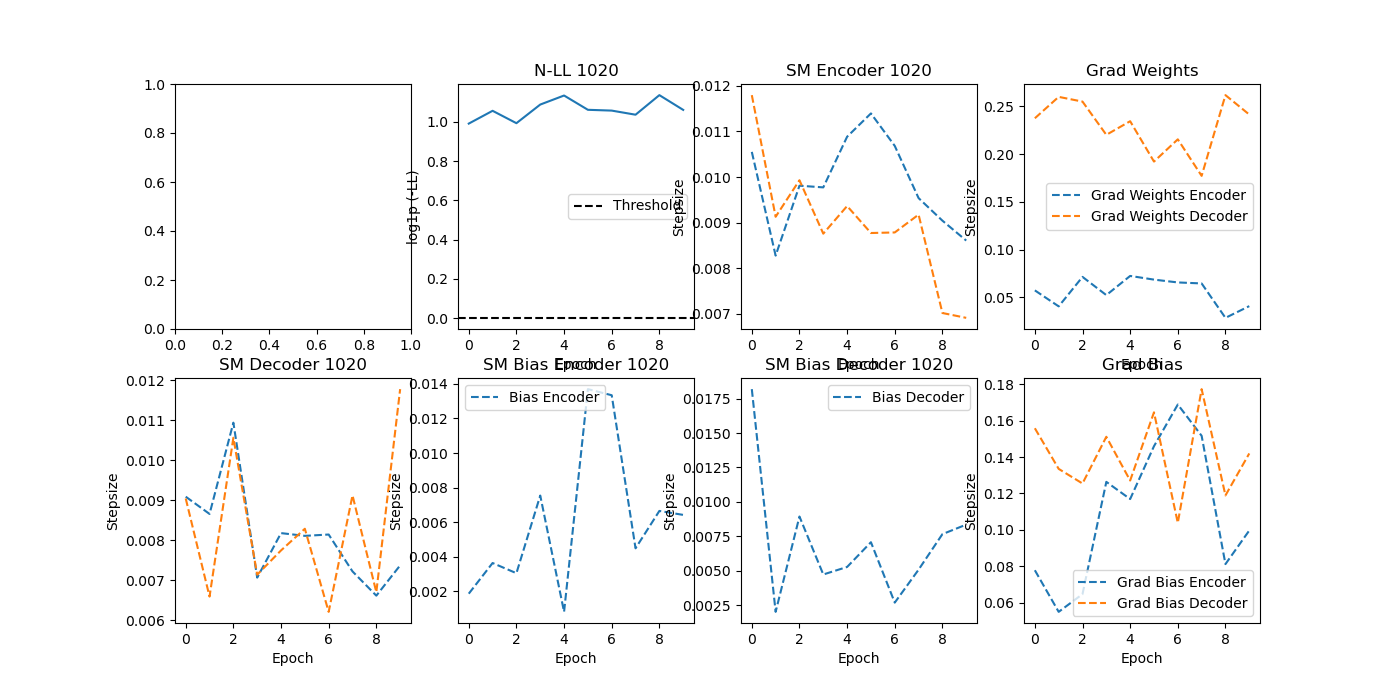 N-LL 1020
SM Encoder 1020
Grad Weights
1.0
0.8
0.6
0.4
0.2
0.0
0.0 0.2 0.4 0.6 0.8 1.0
log1p (-LL)
1.0
0.8
0.6
0.4
0.2
0.0
Threshold
0 2 4 6 8
Epoch
Stepsize
0.012
0.011
0.010
0.009
0.008
0.007
0 2 4 6 8
Epoch
Stepsize
0.25
0.20
0.15
0.10
0.05
Grad Weights Encoder
Grad Weights Decoder
0 2 4 6 8
Epoch
SM Decoder 1020
SM Bias Encoder 1020
SM Bias Decoder 1020
Grad Bias
Stepsize
0.012
0.011
0.010
0.009
0.008
0.007
0.006
0 2 4 6 8
Epoch
Stepsize
0.014
0.012
0.010
0.008
0.006
0.004
0.002
Bias Encoder
0 2 4 6 8
Epoch
Stepsize
0.0175
0.0150
0.0125
0.0100
0.0075
0.0050
0.0025
Bias Decoder
0 2 4 6 8
Epoch
Stepsize
0.18
0.16
0.14
0.12
0.10
0.08
0.06
Grad Bias Encoder
Grad Bias Decoder
0 2 4 6 8
Epoch